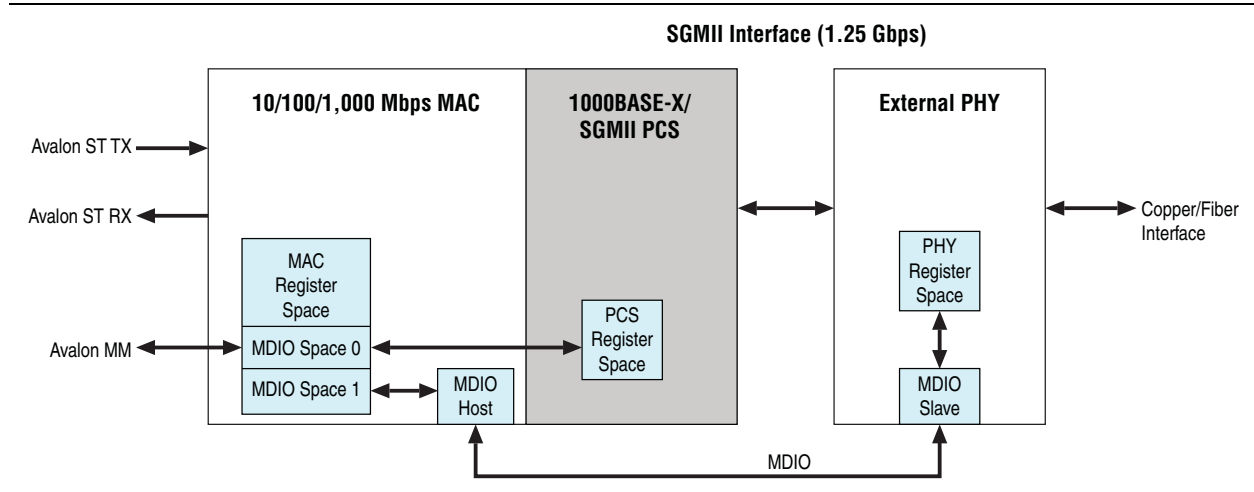 SGMII Interface (1.25 Gbps)
10/100/1,000 Mbps MAC
1000BASE-X/
SGMII PCS
External PHY
Avalon ST TX
Avalon ST RX
Copper/Fiber
Interface
MAC
Register
Space
PHY
Register
Space
Avalon MM
MDIO Space 0
PCS
Register
Space
MDIO Space 1
MDIO
Host
MDIO
Slave
MDIO